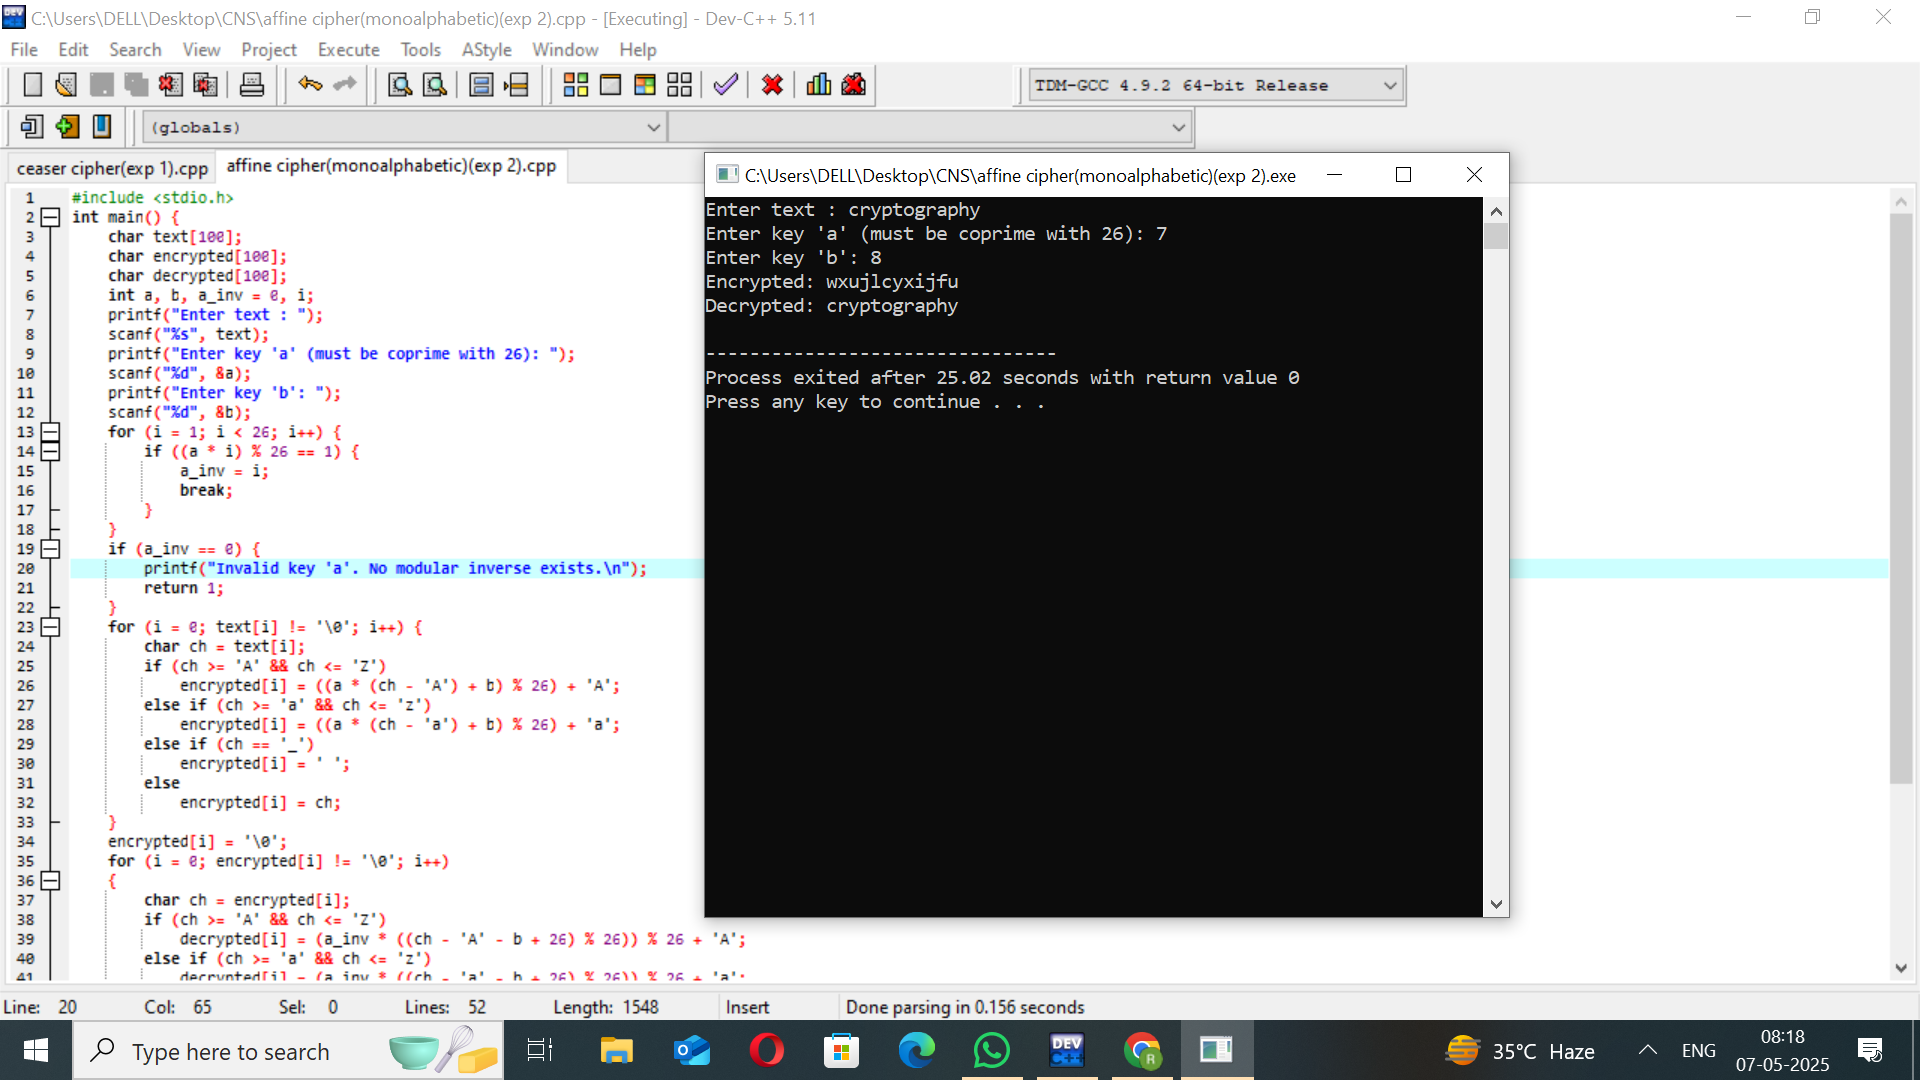 C:\Users\DELL\Desktop\CNS\affine cipher(monoalphabetic)(exp 2).cpp - [Executing] - Dev-C++ 5.11
File Edit Search View Project Execute Tools AStyle Window Help
TDM-GCC 4.9.2 64-bit Release
(globals)
ceaser cipher(exp 1).cpp affine cipher(monoalphabetic)(exp 2).cpp
1 #include <stdio.h>
2 int main() {
3 char text[100];
4 char encrypted[100];
5 char decrypted[100];
6 int a, b, a_inv = 0, i;
7 printf("Enter text : ");
8 scanf("%s", text);
9 printf("Enter key 'a' (must be coprime with 26): ");
10 scanf("%d", &a);
11 printf("Enter key 'b': ");
12 scanf("%d", &b);
13 for (i = 1; i < 26; i++) {
14 if ((a * i) % 26 == 1) {
15 a_inv = i;
16 break;
17 }
18 }
19 if (a_inv == 0) {
20 printf("Invalid key 'a'. No modular inverse exists.\n");
21 return 1;
22 }
23 for (i = 0; text[i] != '\0'; i++) {
24 char ch = text[i];
25 if (ch >= 'A' && ch <= 'Z')
26 encrypted[i] = ((a * (ch - 'A') + b) % 26) + 'A';
27 else if (ch >= 'a' && ch <= 'z')
28 encrypted[i] = ((a * (ch - 'a') + b) % 26) + 'a';
29 else if (ch == '_')
30 encrypted[i] = ' ';
31 else
32 encrypted[i] = ch;
33 }
34 encrypted[i] = '\0';
35 for (i = 0; encrypted[i] != '\0'; i++)
36 {
37 char ch = encrypted[i];
38 if (ch >= 'A' && ch <= 'Z')
39 decrypted[i] = (a_inv * ((ch - 'A' - b + 26) % 26)) % 26 + 'A';
40 else if (ch >= 'a' && ch <= 'z')
41 decrypted[i] = (a_inv * ((ch - 'a' - b + 26) % 26)) % 26 + 'a';
C:\Users\DELL\Desktop\CNS\affine cipher(monoalphabetic)(exp 2).exe
Enter text : cryptography
Enter key 'a' (must be coprime with 26): 7
Enter key 'b': 8
Encrypted: wxujlcyxijfu
Decrypted: cryptography
--------------------------------
Process exited after 25.02 seconds with return value 0
Press any key to continue . . .
Line: 20 Col: 65 Sel: 0 Lines: 52 Length: 1548 Insert Done parsing in 0.156 seconds
Type here to search
DEV
C++
R
35°C Haze
ENG
08:18
07-05-2025